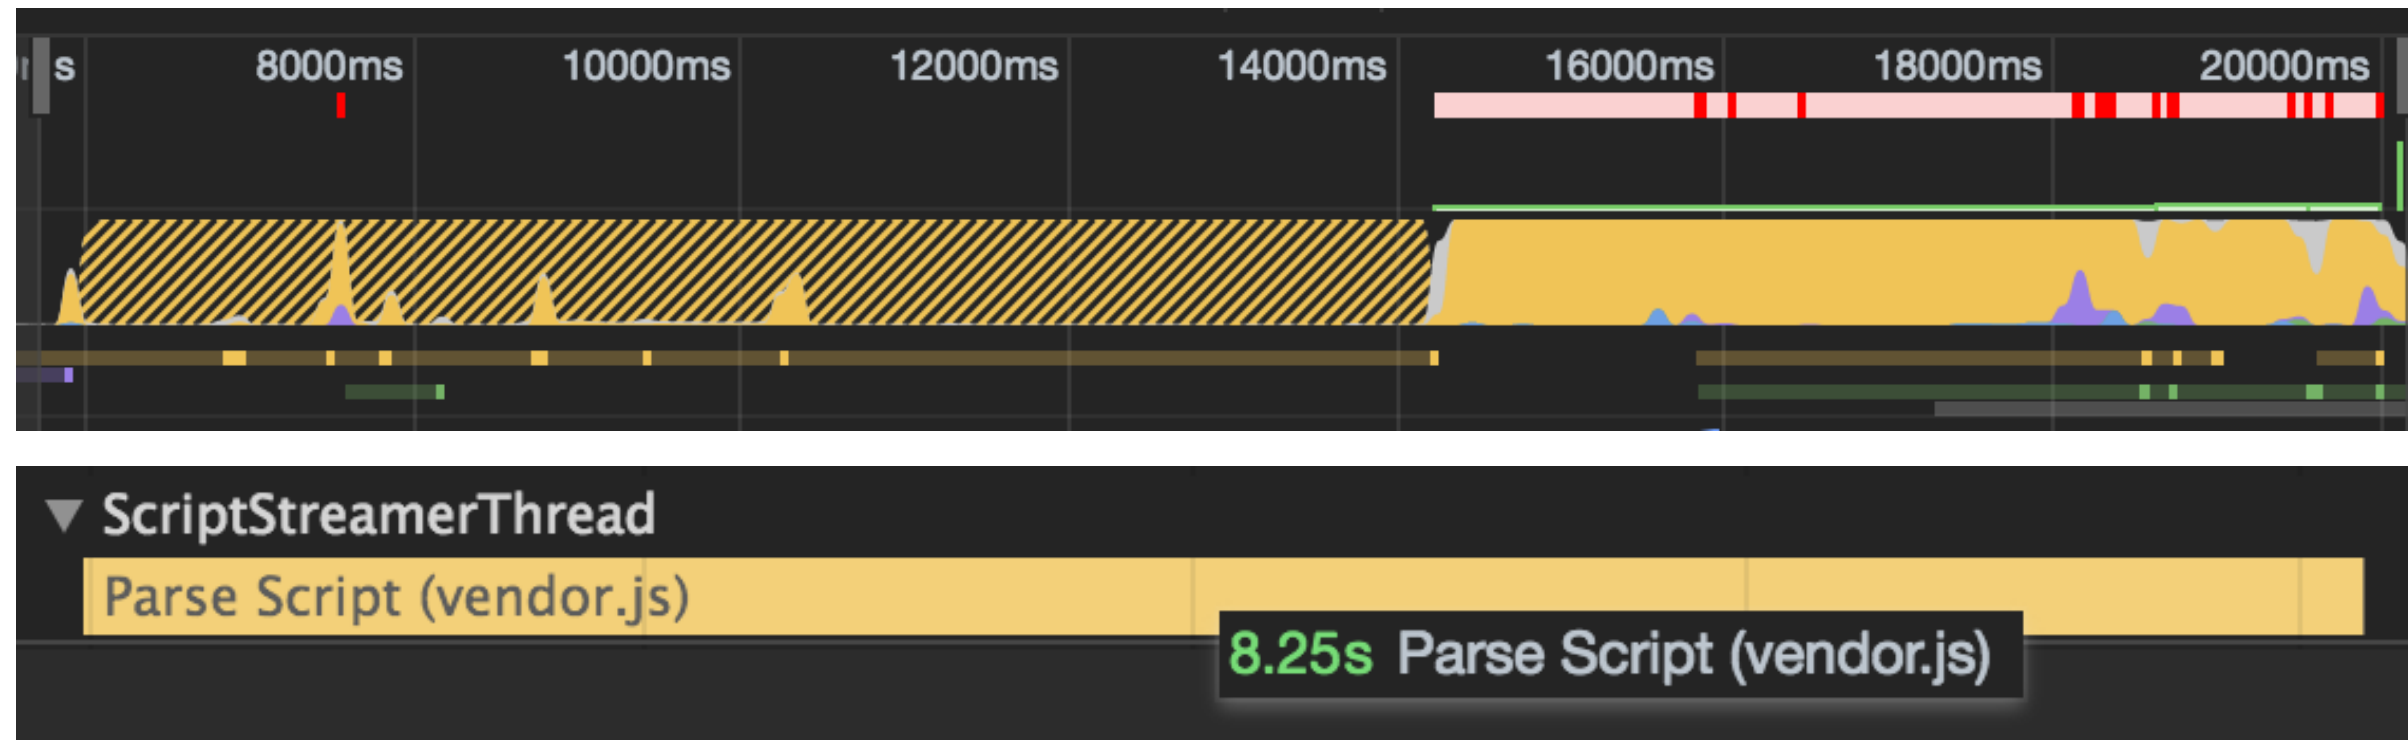 s 8000ms 10000ms 12000ms 14000ms 16000ms 18000ms 20000ms
ScriptStreamerThread
Parse Script (vendor.js)
8.25s Parse Script (vendor.js)